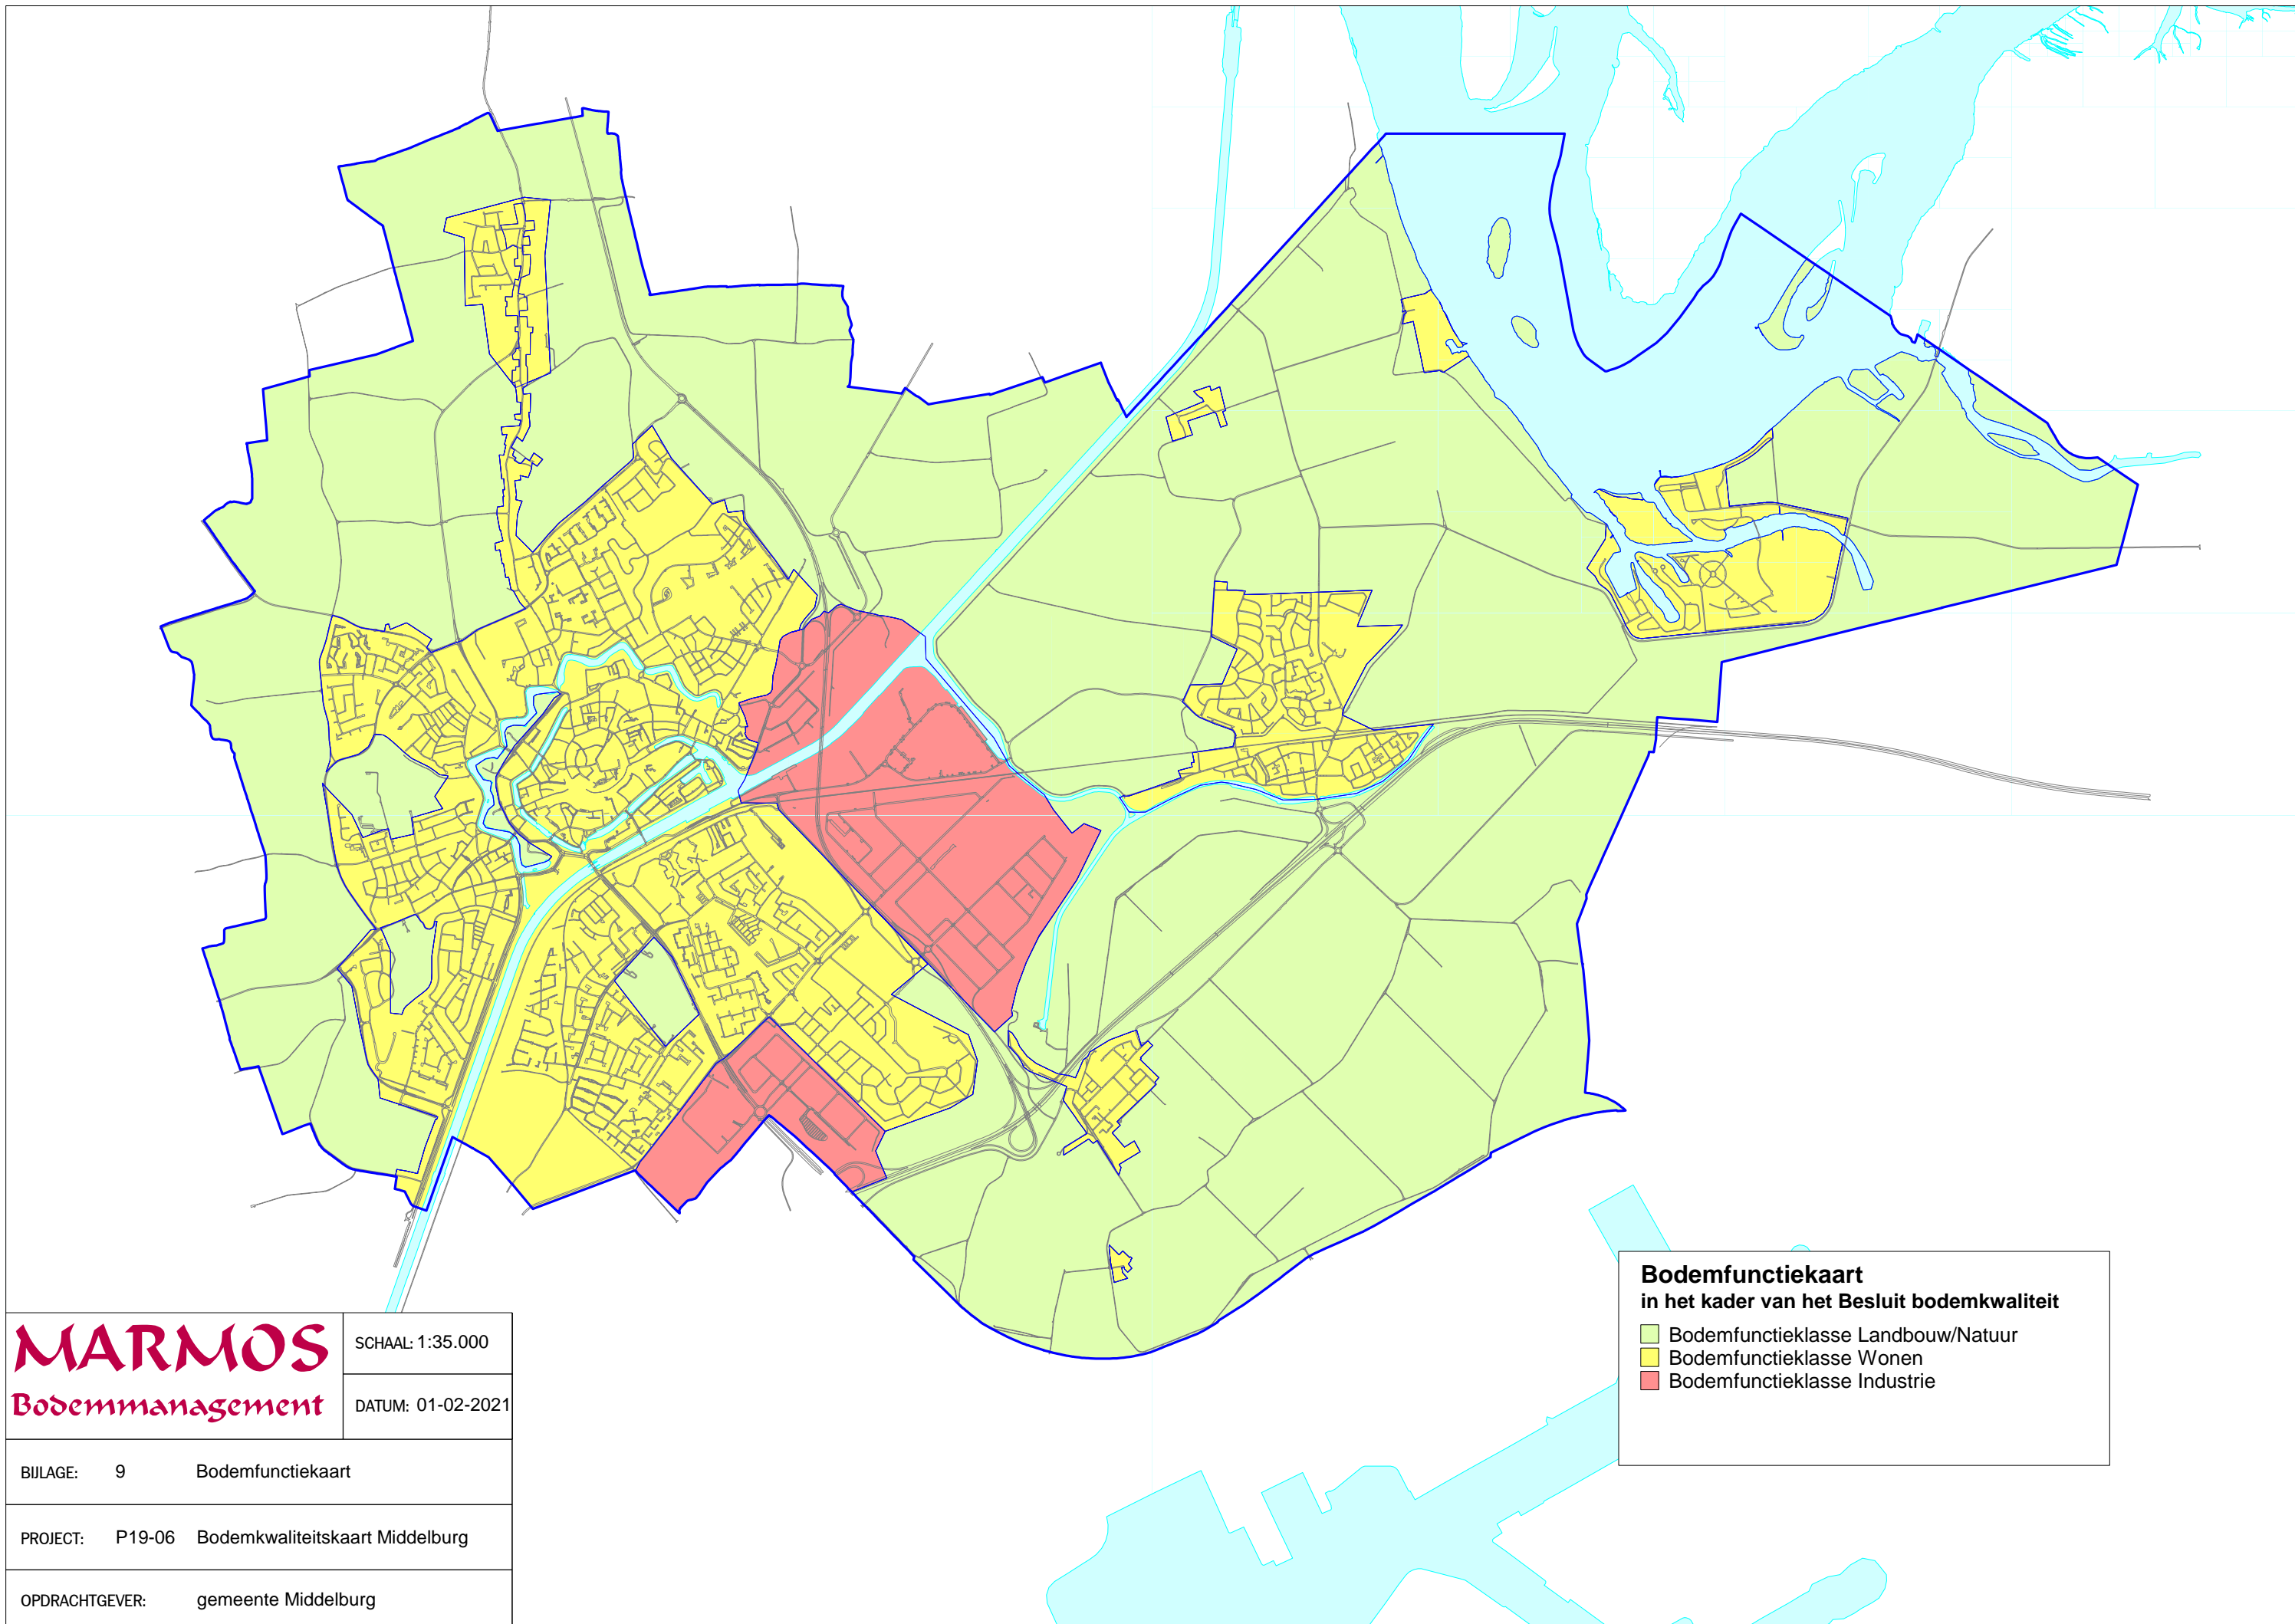 Bodemfunctiekaart
in het kader van het Besluit bodemkwaliteit
Bodemfunctieklasse Landbouw/Natuur
Bodemfunctieklasse Wonen
Bodemfunctieklasse Industrie
MARMOS
Bodemmanagement
SCHAAL: 1:35.000
DATUM: 01-02-2021
BIJLAGE: 9 Bodemfunctiekaart
PROJECT: P19-06 Bodemkwaliteitskaart Middelburg
OPDRACHTGEVER: gemeente Middelburg